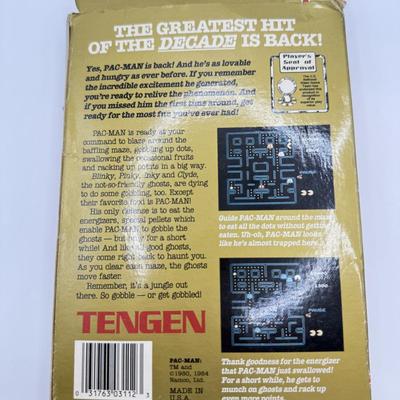 THE GREATEST HIT
OF THE DECADE IS BACK!
Yes, PAC-MAN is back! And he's as lovable
and hungry as ever before. If you remember
the incredible excitement he generated,
you're ready to relive the phenomenon. And
if you missed him the first time around, get
ready for the most fun you've ever had!
Player's
Seal of
Approval
PAC-MAN is ready at your
command to blaze around the
baffling maze, gobbling up dots,
swallowing the occasional fruits
and racking up points in a big way.
Blinky, Pinky, Inky and Clyde,
the not-so-friendly ghosts, are dying
to do some gobbling, too. Except
their favorite food is PAC-MAN!
His only defense is to eat the
energizers, special pellets which
enable PAC-MAN to gobble the
ghosts — but only for a short
while! And like all good ghosts,
they come right back to haunt you.
As you clear each maze, the ghosts
move faster.
Remember, it's a jungle out
there. So gobble — or get gobbled!
Guide PAC-MAN around the maze
to eat all the dots without getting
eaten. Uh-oh, PAC-MAN looks
like he's almost trapped here.
TENGEN
0 31763 03112 3
PAC-MAN:
TM and
©1980, 1984
Namco, Ltd.
MADE IN
U.S.A.
Thank goodness for the energizer
that PAC-MAN just swallowed!
For a short while, he gets to
munch on ghosts and rack
up even more points.